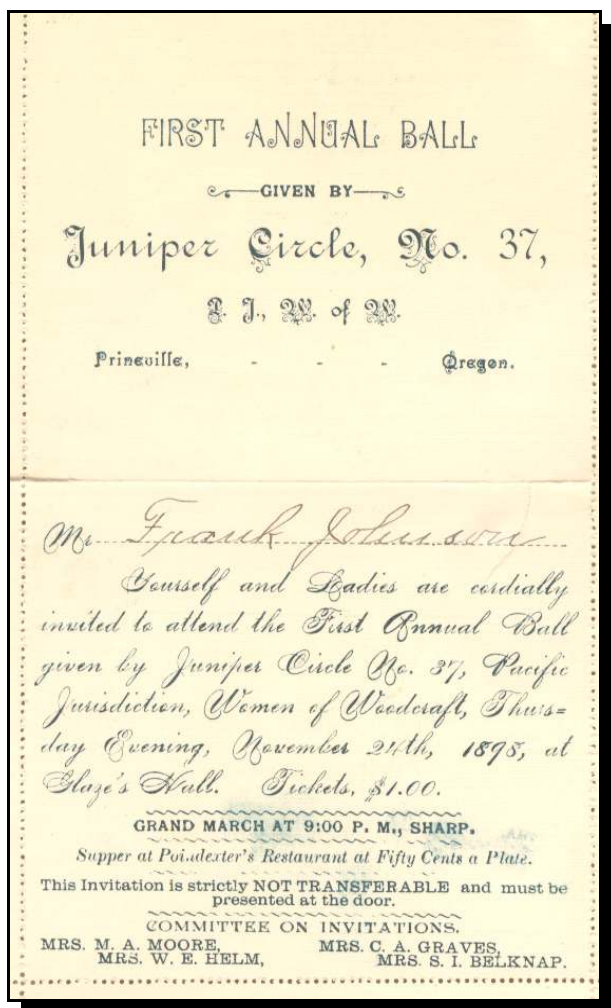 FIRST ANNUAL BALL
GIVEN BY
Juniper Circle, No. 37,
P. J., W. of W.
Prineville, - - - Oregon.
Mr. Frank Johnson
Yourself and Ladies are cordially
invited to attend the First Annual Ball
given by Juniper Circle No. 37, Pacific
Jurisdiction, Women of Woodcraft, Thurs=
day Evening, November 24th, 1898, at
Glaze's Hall. Tickets, $1.00.
GRAND MARCH AT 9:00 P. M., SHARP.
Supper at Poindexter's Restaurant at Fifty Cents a Plate.
This Invitation is strictly NOT TRANSFERABLE and must be
presented at the door.
COMMITTEE ON INVITATIONS.
MRS. M. A. MOORE, MRS. C. A. GRAVES,
MRS. W. E. HELM, MRS. S. I. BELKNAP.